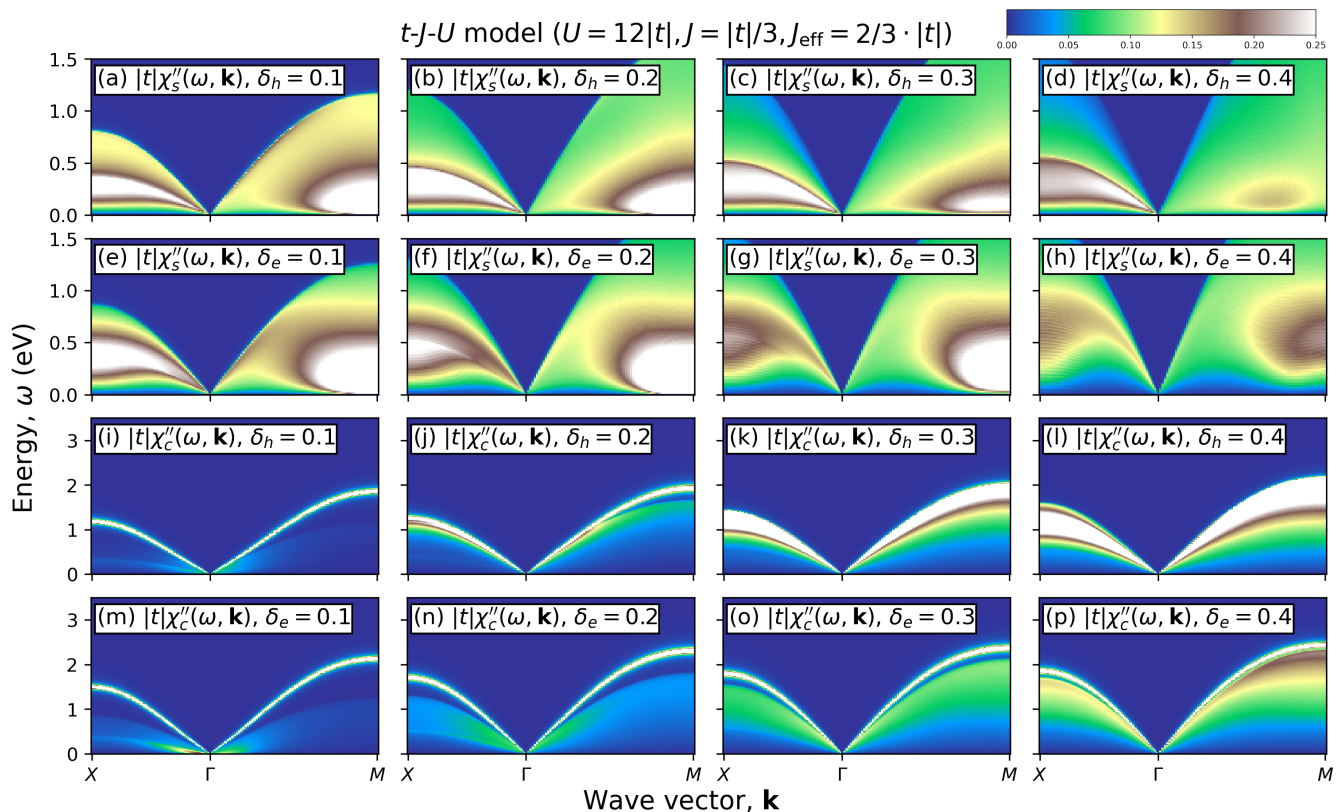 t-J-U model (U = 12|t|, J = |t|/3, J_eff = 2/3 · |t|)
0.00 0.05 0.10 0.15 0.20 0.25
(a) |t|χ″_s(ω, k), δ_h = 0.1
(b) |t|χ″_s(ω, k), δ_h = 0.2
(c) |t|χ″_s(ω, k), δ_h = 0.3
(d) |t|χ″_s(ω, k), δ_h = 0.4
1.5
1.0
0.5
0.0
(e) |t|χ″_s(ω, k), δ_e = 0.1
(f) |t|χ″_s(ω, k), δ_e = 0.2
(g) |t|χ″_s(ω, k), δ_e = 0.3
(h) |t|χ″_s(ω, k), δ_e = 0.4
1.5
1.0
0.5
0.0
(i) |t|χ″_c(ω, k), δ_h = 0.1
(j) |t|χ″_c(ω, k), δ_h = 0.2
(k) |t|χ″_c(ω, k), δ_h = 0.3
(l) |t|χ″_c(ω, k), δ_h = 0.4
3
2
1
0
(m) |t|χ″_c(ω, k), δ_e = 0.1
(n) |t|χ″_c(ω, k), δ_e = 0.2
(o) |t|χ″_c(ω, k), δ_e = 0.3
(p) |t|χ″_c(ω, k), δ_e = 0.4
3
2
1
0
X Γ M X Γ M X Γ M X Γ M
Energy, ω (eV)
Wave vector, k